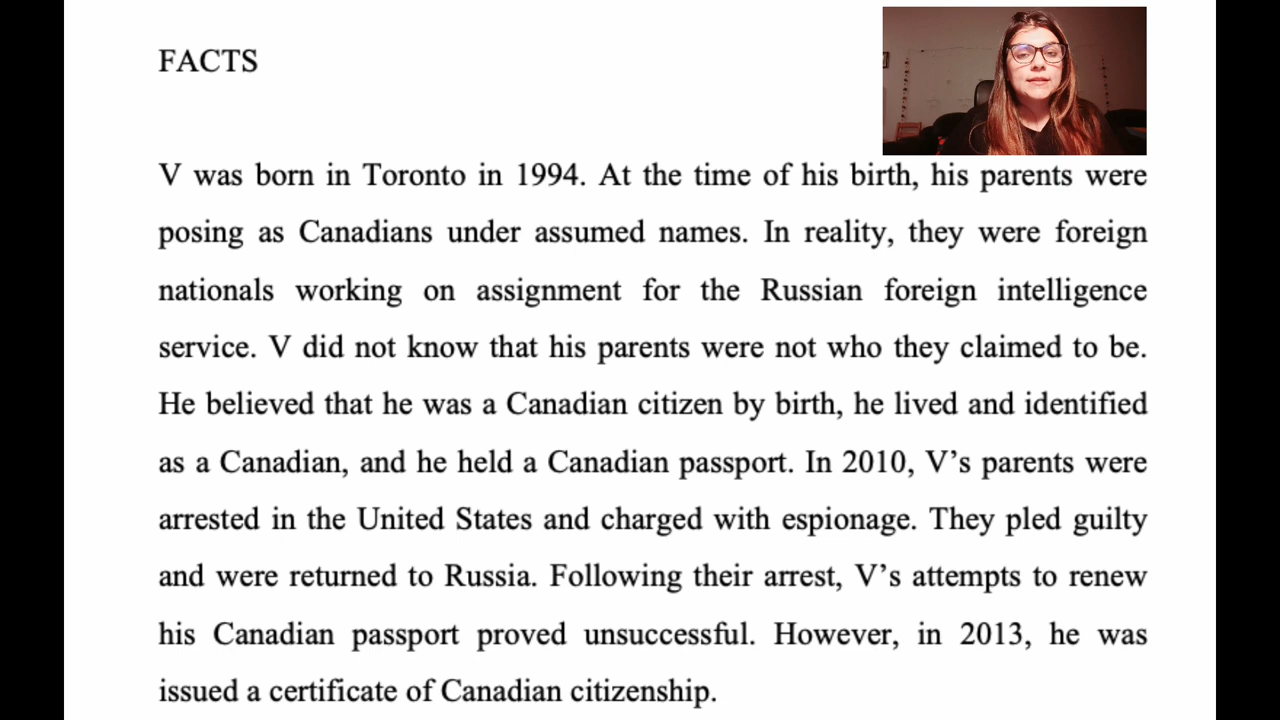 FACTS
V was born in Toronto in 1994. At the time of his birth, his parents were
posing as Canadians under assumed names. In reality, they were foreign
nationals working on assignment for the Russian foreign intelligence
service. V did not know that his parents were not who they claimed to be.
He believed that he was a Canadian citizen by birth, he lived and identified
as a Canadian, and he held a Canadian passport. In 2010, V’s parents were
arrested in the United States and charged with espionage. They pled guilty
and were returned to Russia. Following their arrest, V’s attempts to renew
his Canadian passport proved unsuccessful. However, in 2013, he was
issued a certificate of Canadian citizenship.